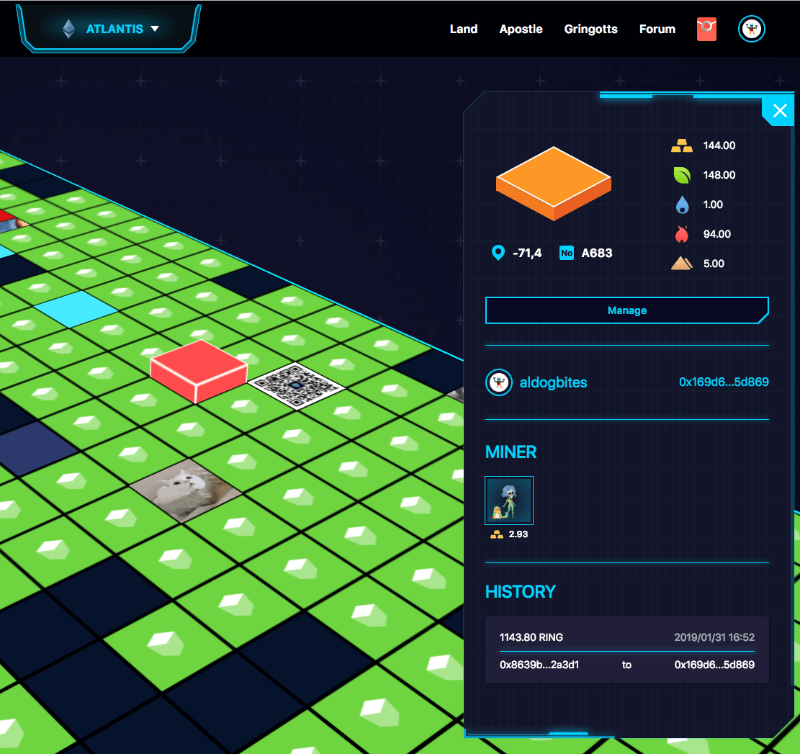 ATLANTIS
Land Apostle Gringotts Forum
144.00
148.00
1.00
94.00
5.00
-71,4 No A683
Manage
aldogbites 0x169d6...5d869
MINER
2.93
HISTORY
1143.80 RING 2019/01/31 16:52
0x8639b...2a3d1 to 0x169d6...5d869